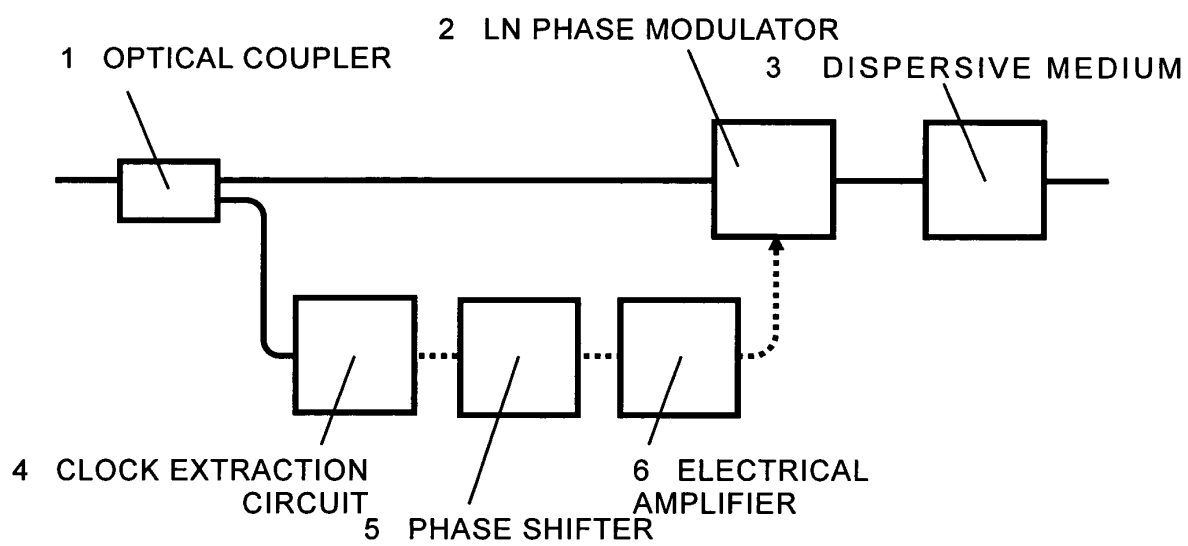 2 LN PHASE MODULATOR
1 OPTICAL COUPLER
3 DISPERSIVE MEDIUM
4 CLOCK EXTRACTION
CIRCUIT
6 ELECTRICAL
AMPLIFIER
5 PHASE SHIFTER